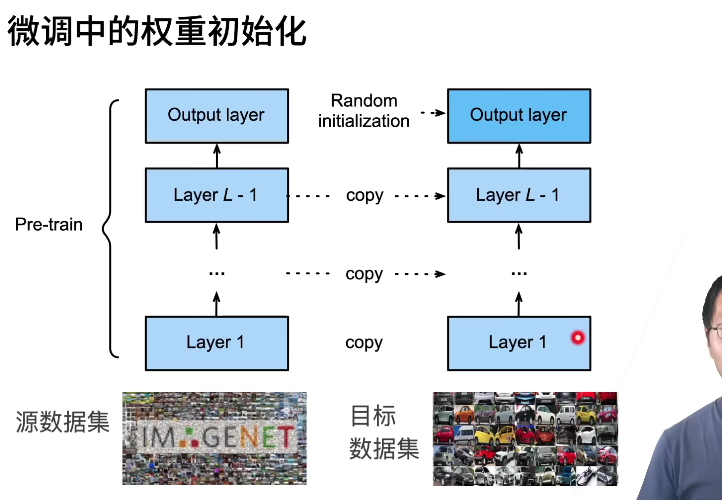 微调中的权重初始化
Output layer
Random
initialization
Output layer
Layer L - 1
copy
Layer L - 1
Pre-train
...
copy
...
Layer 1
copy
Layer 1
源数据集
IMAGENET
目标
数据集